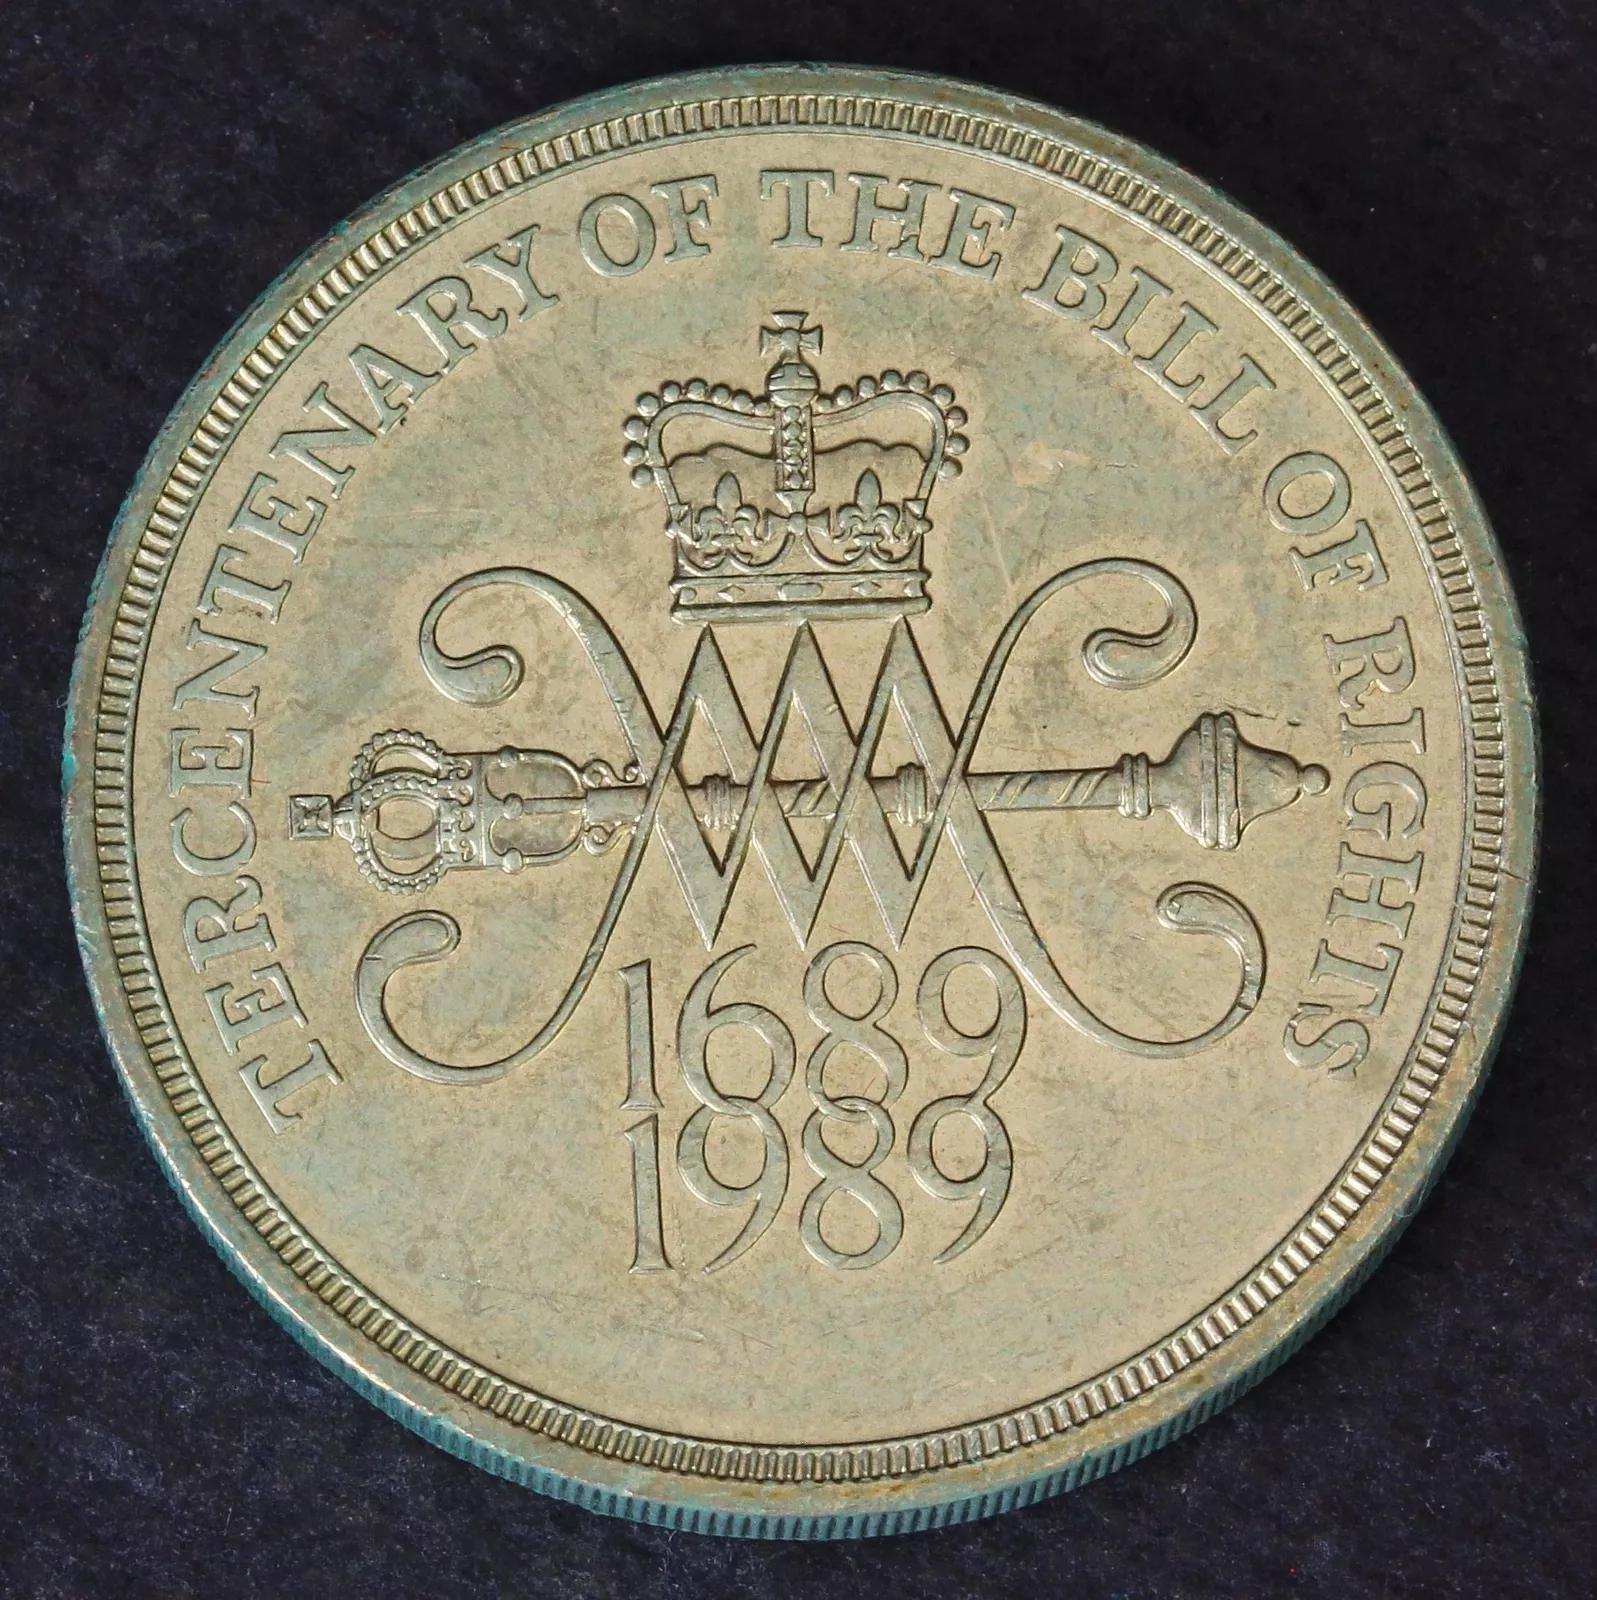 TERCENTENARY OF THE BILL OF RIGHTS
1689
1989